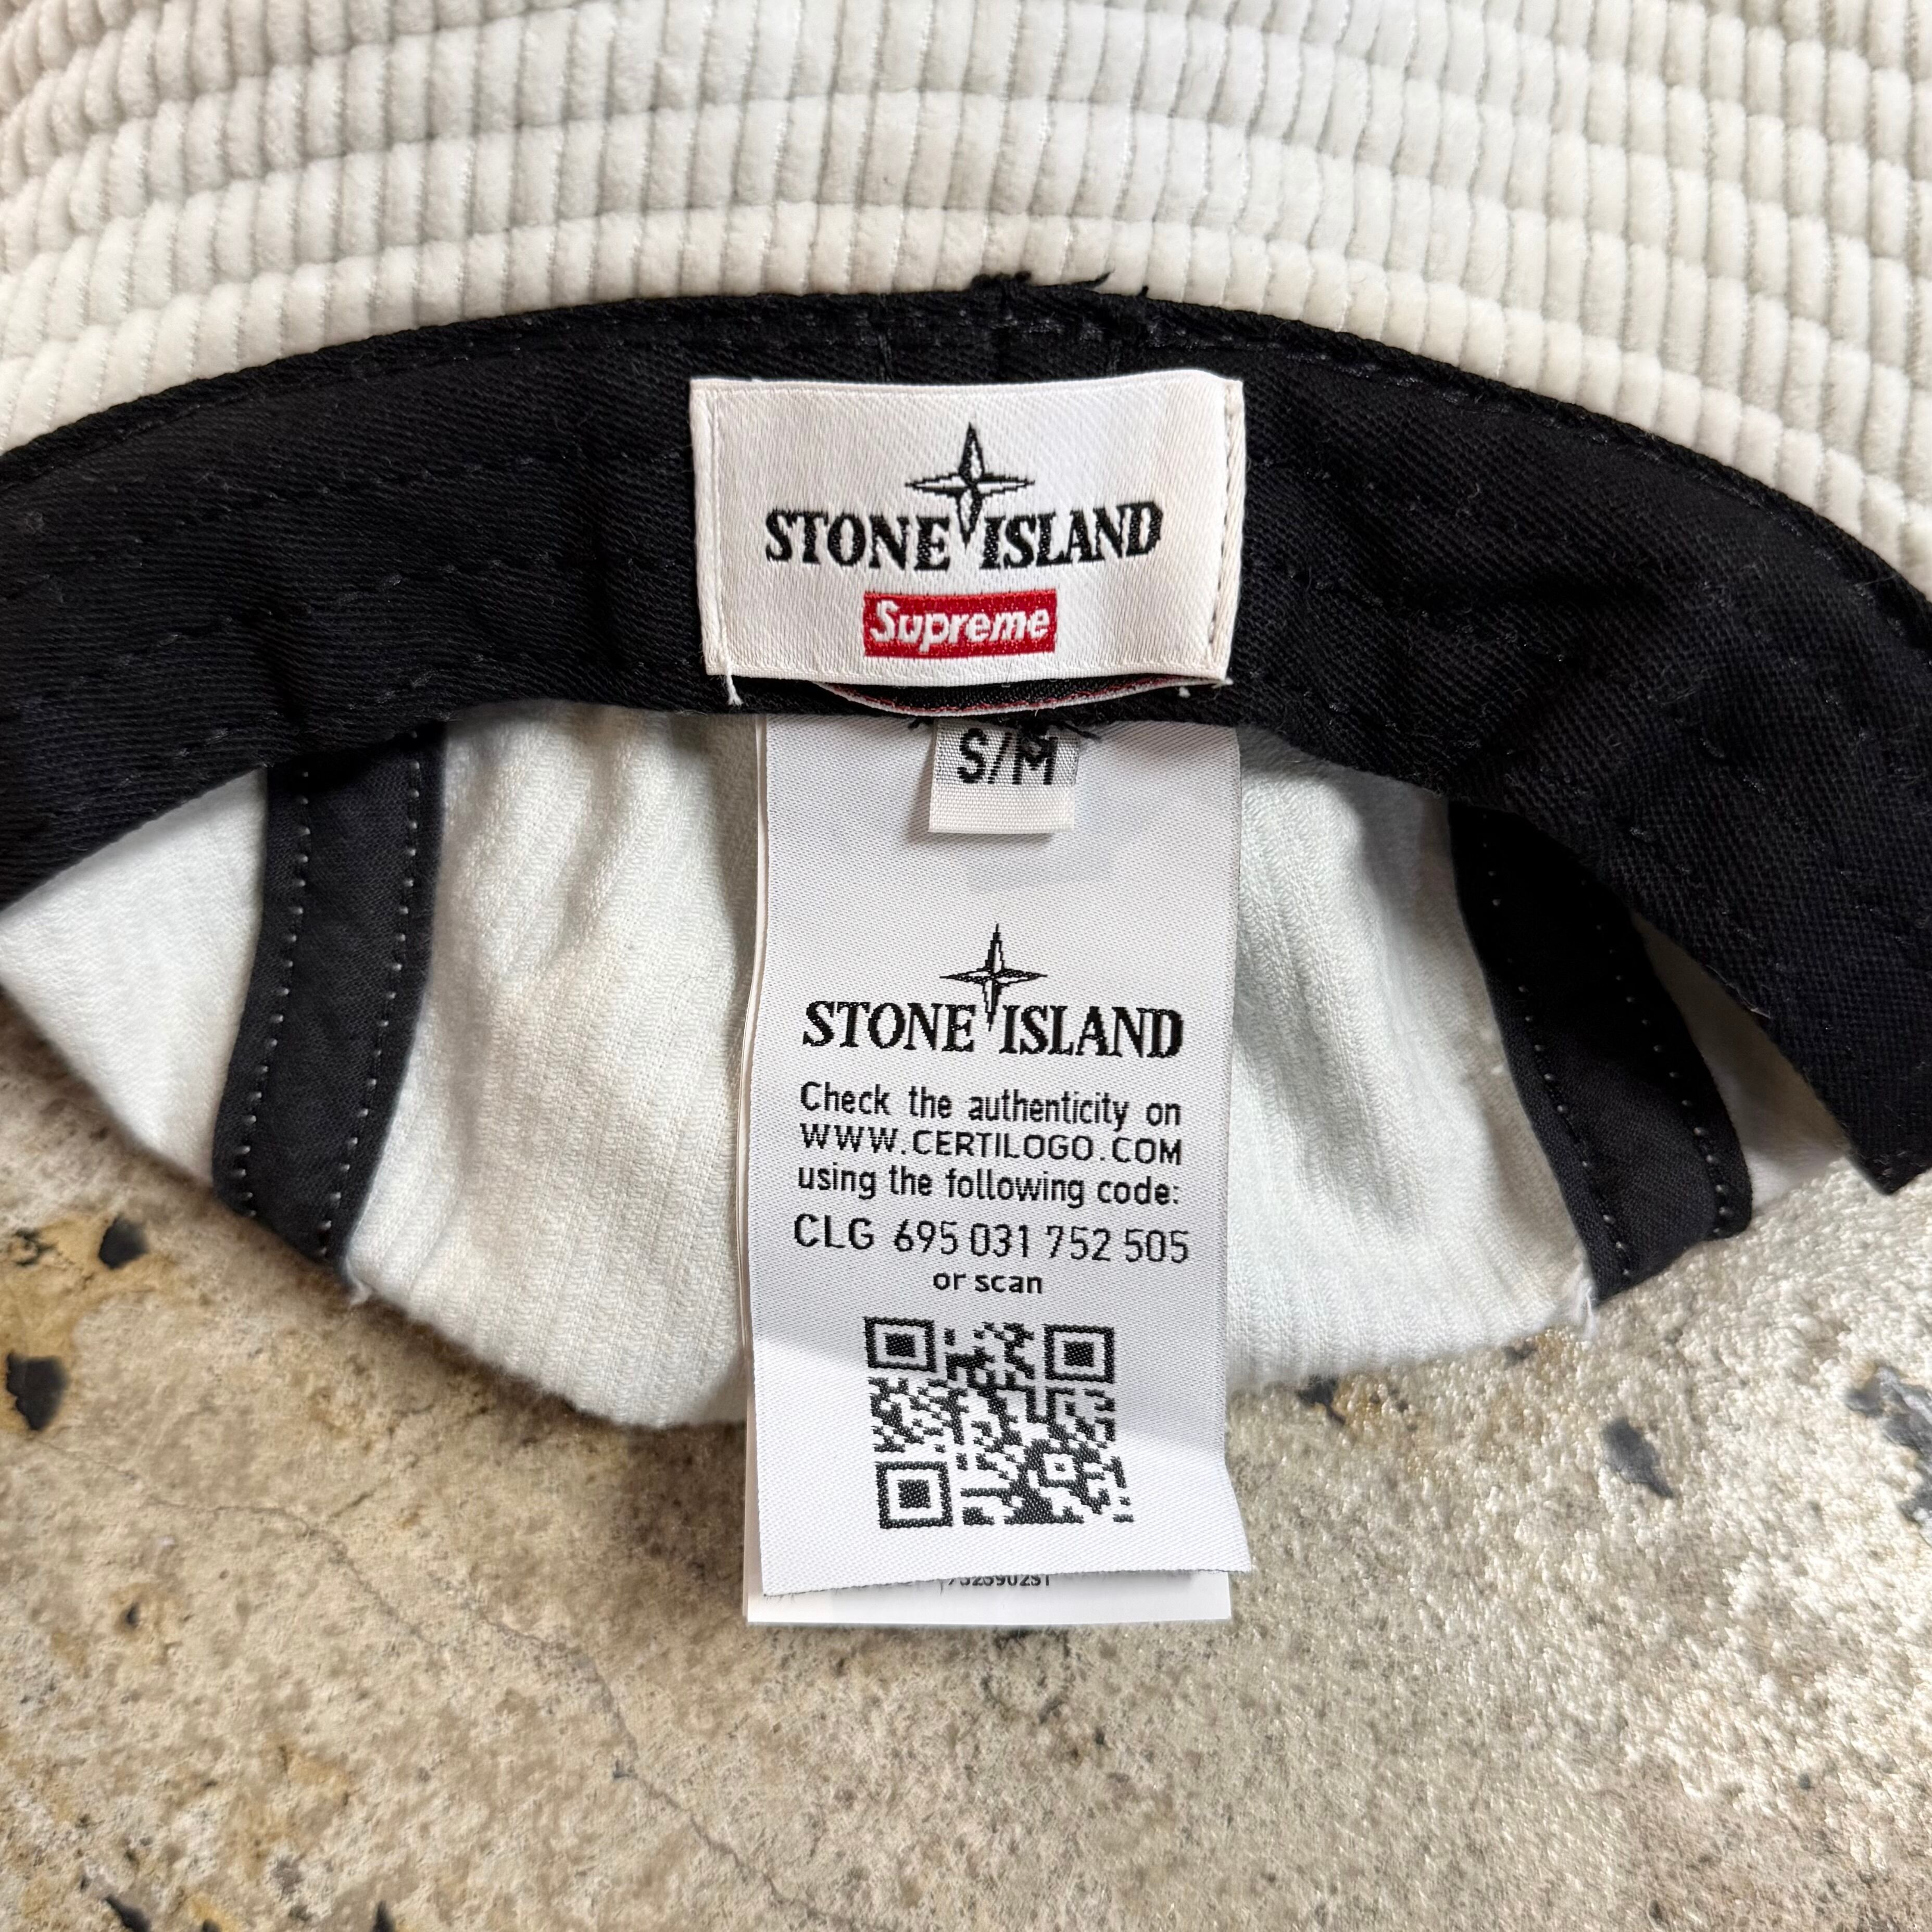 STONE ISLAND
Supreme
S/M
STONE ISLAND
Check the authenticity on
WWW.CERTILOGO.COM
using the following code:
CLG 695 031 752 505
or scan